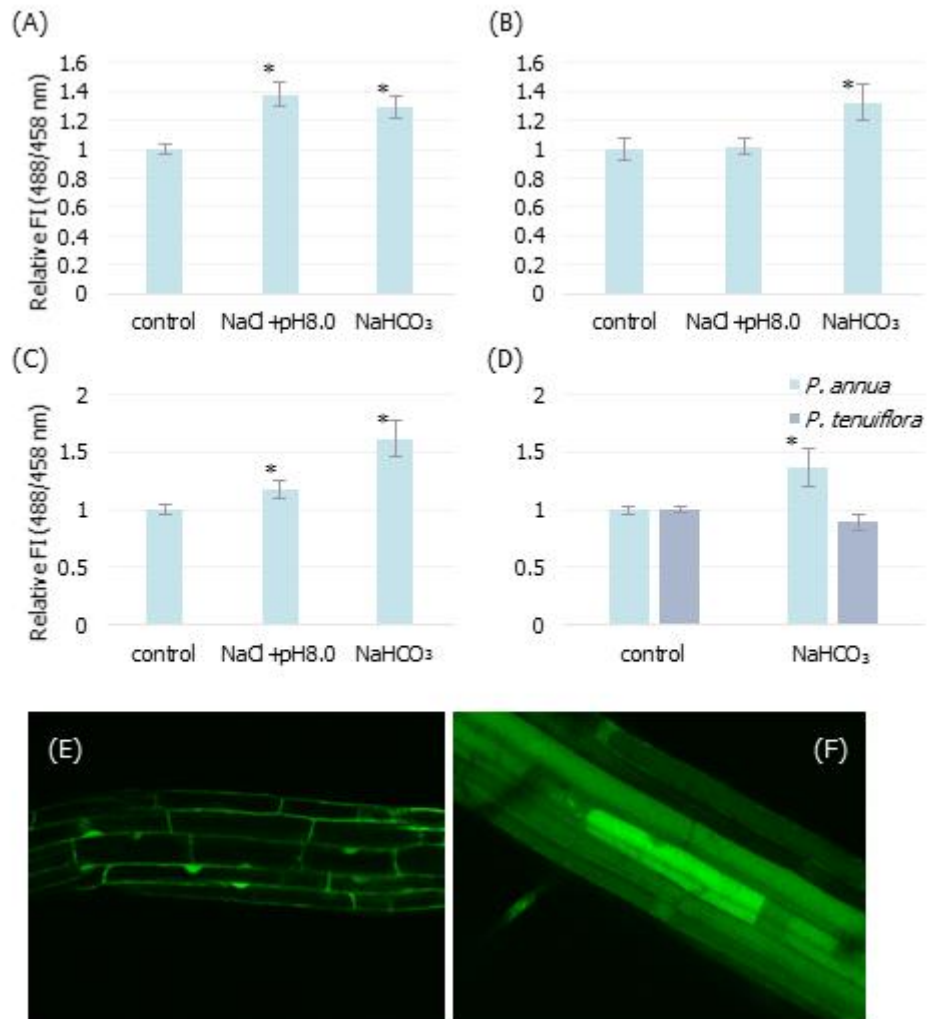 (A)
Relative FI (488/458 nm)
1.6
1.4
1.2
1
0.8
0.6
0.4
0.2
0
*
*
control
NaCl+pH8.0
NaHCO₃
(B)
1.6
1.4
1.2
1
0.8
0.6
0.4
0.2
0
*
control
NaCl+pH8.0
NaHCO₃
(C)
Relative FI (488/458 nm)
2
1.5
1
0.5
0
*
*
control
NaCl+pH8.0
NaHCO₃
(D)
2
1.5
1
0.5
0
P. annua
P. tenuiflora
*
control
NaHCO₃
(E)
(F)